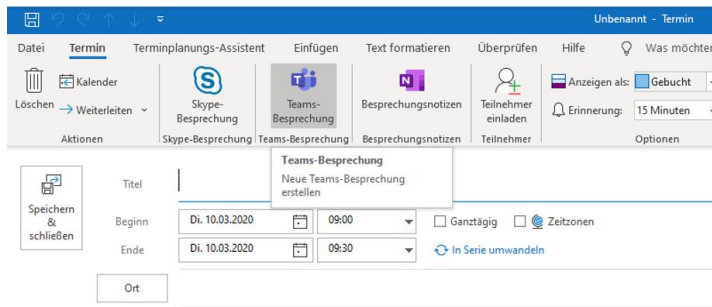 Unbenannt - Termin
Datei Termin Terminplanungs-Assistent Einfügen Text formatieren Überprüfen Hilfe Was möchten
Löschen
Kalender
Weiterleiten
Aktionen
Skype-
Besprechung
Skype-Besprechung
Teams-
Besprechung
Teams-Besprechung
Besprechungsnotizen
Besprechungsnotizen
Teilnehmer
einladen
Teilnehmer
Anzeigen als: Gebucht
Erinnerung: 15 Minuten
Optionen
Teams-Besprechung
Neue Teams-Besprechung
erstellen
Speichern
&
schließen
Titel
Beginn Di. 10.03.2020 09:00 Ganztägig Zeitzonen
Ende Di. 10.03.2020 09:30 In Serie umwandeln
Ort